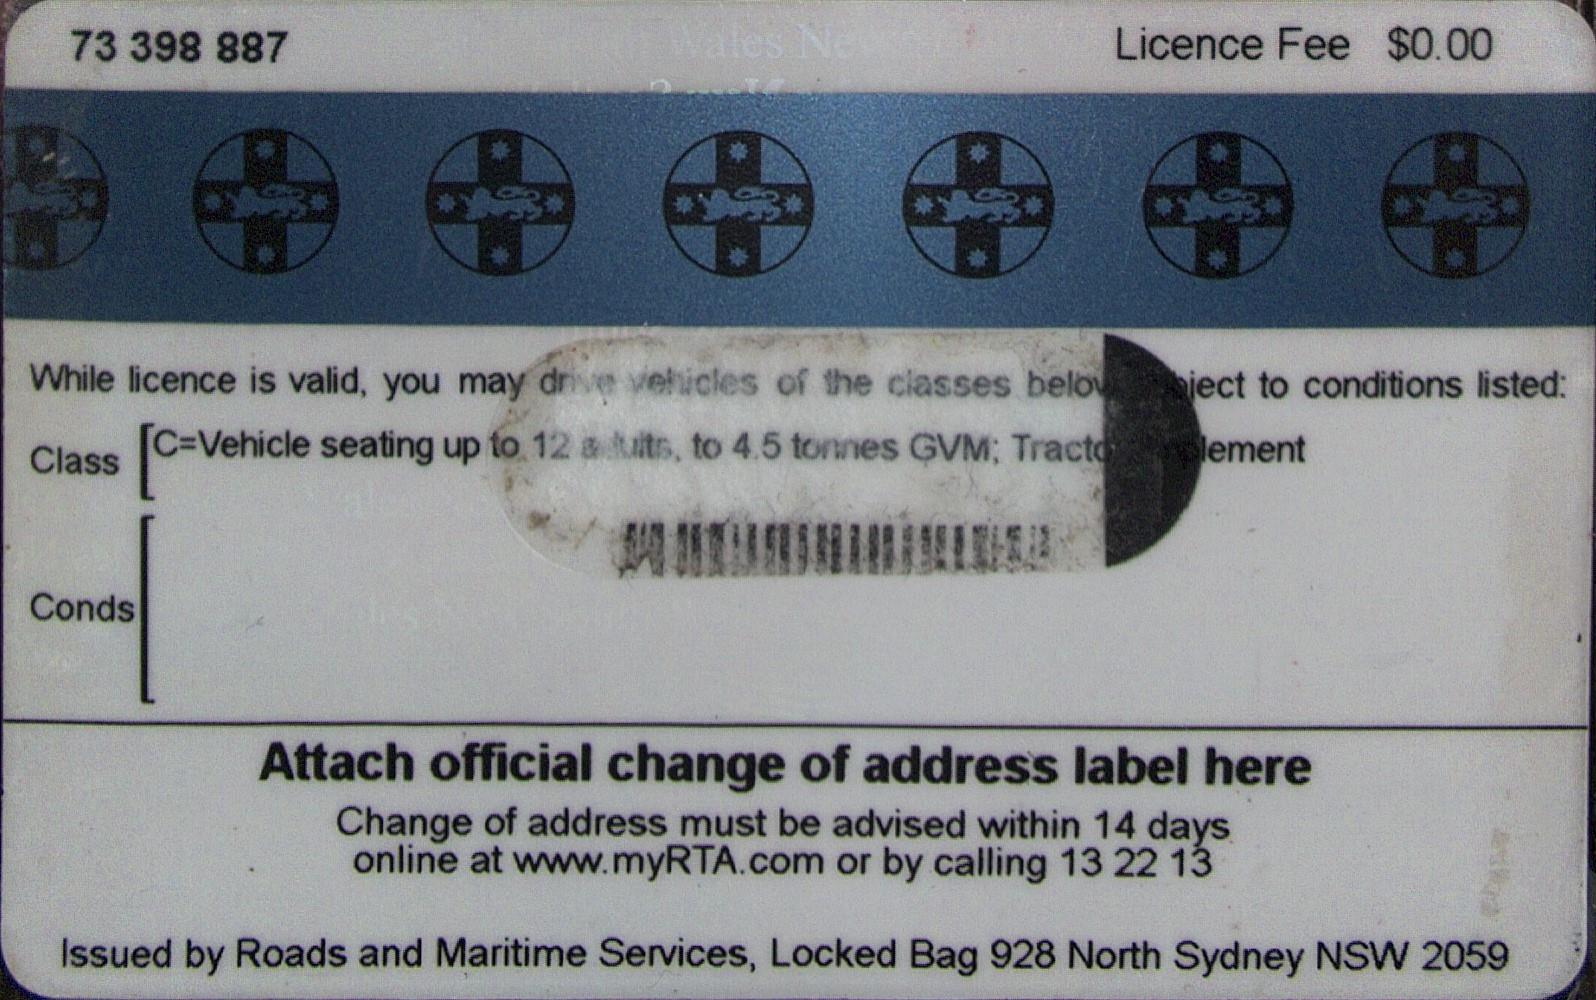 73 398 887
Licence Fee $0.00
While licence is valid, you may drive vehicles of the classes below ject to conditions listed:
Class C=Vehicle seating up to 12 adults, to 4.5 tonnes GVM; Tracto lement
Conds
Attach official change of address label here
Change of address must be advised within 14 days
online at www.myRTA.com or by calling 13 22 13
Issued by Roads and Maritime Services, Locked Bag 928 North Sydney NSW 2059